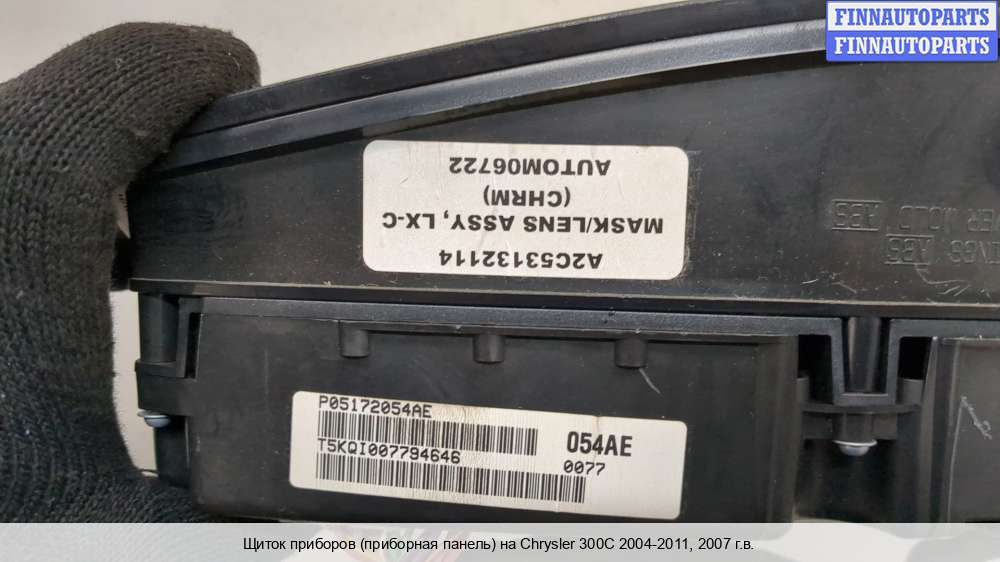 FINNAUTOPARTS
FINNAUTOPARTS
A2C53132114
MASK/LENS ASSY, LX-C
(CHRM)
AUTOM06722
P05172054AE
T5KQI007794646
054AE
0077
Щиток приборов (приборная панель) на Chrysler 300C 2004-2011, 2007 г.в.